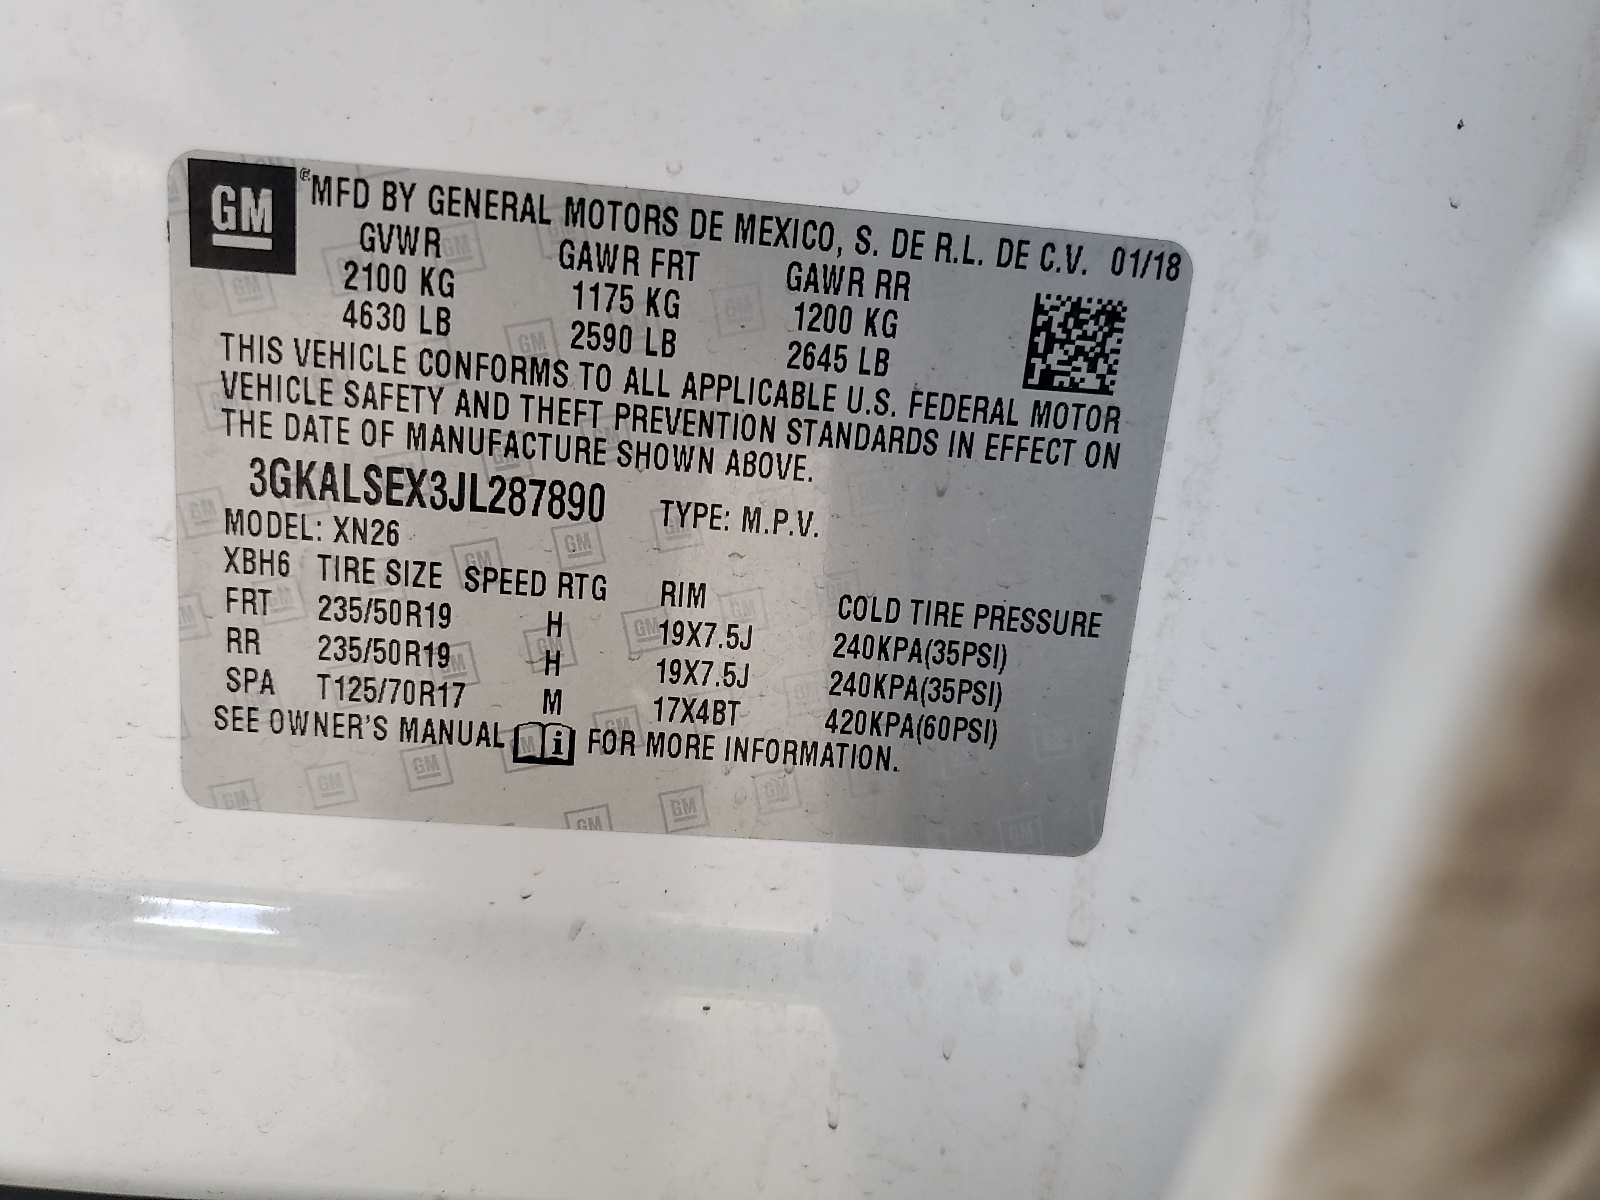 GM
® MFD BY GENERAL MOTORS DE MEXICO, S. DE R.L. DE C.V. 01/18
GVWR GAWR FRT GAWR RR
2100 KG 1175 KG 1200 KG
4630 LB 2590 LB 2645 LB
THIS VEHICLE CONFORMS TO ALL APPLICABLE U.S. FEDERAL MOTOR
VEHICLE SAFETY AND THEFT PREVENTION STANDARDS IN EFFECT ON
THE DATE OF MANUFACTURE SHOWN ABOVE.
3GKALSEX3JL287890 TYPE: M.P.V.
MODEL: XN26
XBH6 TIRE SIZE SPEED RTG RIM COLD TIRE PRESSURE
FRT 235/50R19 H 19X7.5J 240KPA(35PSI)
RR 235/50R19 H 19X7.5J 240KPA(35PSI)
SPA T125/70R17 M 17X4BT 420KPA(60PSI)
SEE OWNER'S MANUAL i FOR MORE INFORMATION.